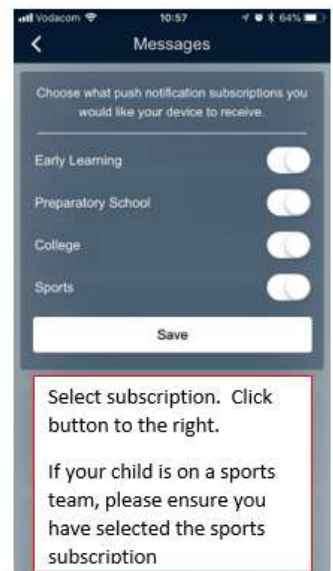 Vodacom 10:57 64%
Messages
Choose what push notification subscriptions you
would like your device to receive.
Early Learning
Preparatory School
College
Sports
Save
Select subscription. Click
button to the right.
If your child is on a sports
team, please ensure you
have selected the sports
subscription